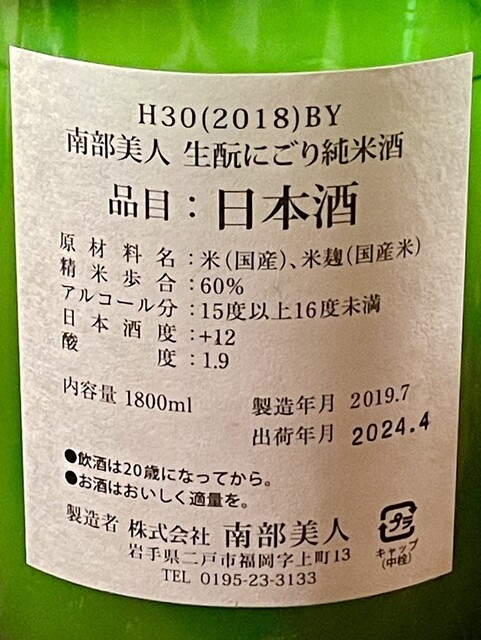 H30(2018)BY
南部美人 生酛にごり純米酒
品目：日本酒
原材料名：米(国産)、米麹(国産米)
精米歩合：60%
アルコール分：15度以上16度未満
日本酒度：+12
酸度：1.9
内容量 1800ml 製造年月 2019.7
出荷年月 2024.4
●飲酒は20歳になってから。
●お酒はおいしく適量を。
製造者 株式会社 南部美人
岩手県二戸市福岡字上町13
TEL 0195-23-3133
プラ
キャップ
(中栓)